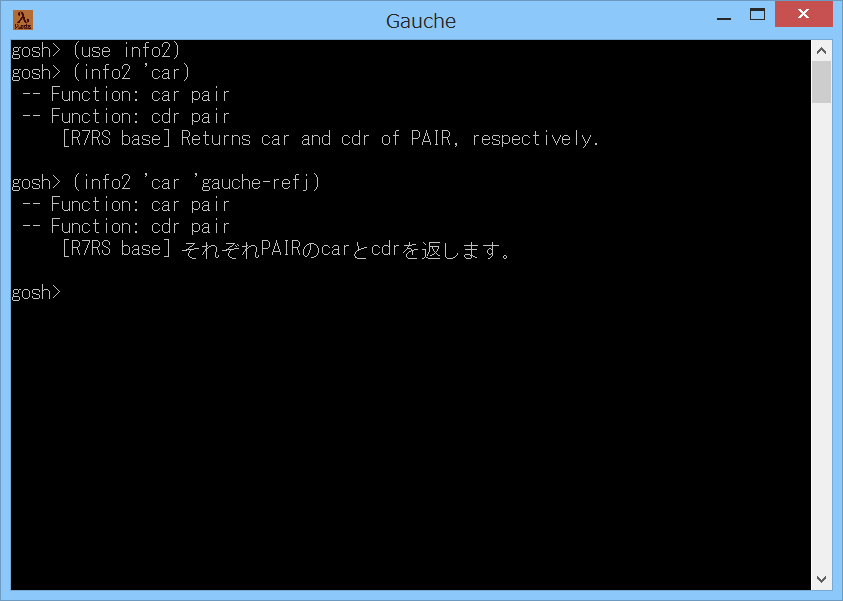 Gauche
gosh> (use info2)
gosh> (info2 'car)
 -- Function: car pair
 -- Function: cdr pair
     [R7RS base] Returns car and cdr of PAIR, respectively.
gosh> (info2 'car 'gauche-refj)
 -- Function: car pair
 -- Function: cdr pair
     [R7RS base] それぞれPAIRのcarとcdrを返します。
gosh>